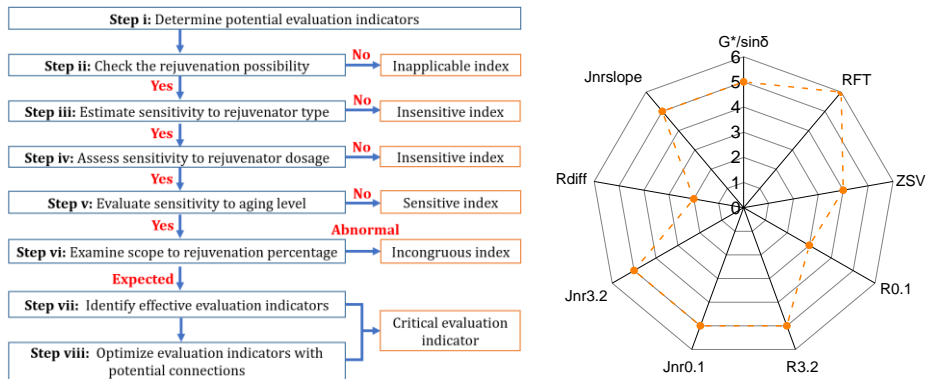 Step i: Determine potential evaluation indicators
Step ii: Check the rejuvenation possibility
No
Inapplicable index
Yes
Step iii: Estimate sensitivity to rejuvenator type
No
Insensitive index
Yes
Step iv: Assess sensitivity to rejuvenator dosage
No
Insensitive index
Yes
Step v: Evaluate sensitivity to aging level
No
Sensitive index
Yes
Abnormal
Step vi: Examine scope to rejuvenation percentage
Incongruous index
Expected
Step vii: Identify effective evaluation indicators
Critical evaluation
indicator
Step viii: Optimize evaluation indicators with
potential connections
G*/sinδ
RFT
ZSV
R0.1
R3.2
Jnr0.1
Jnr3.2
Rdiff
Jnrslope
6
5
4
3
2
1
0